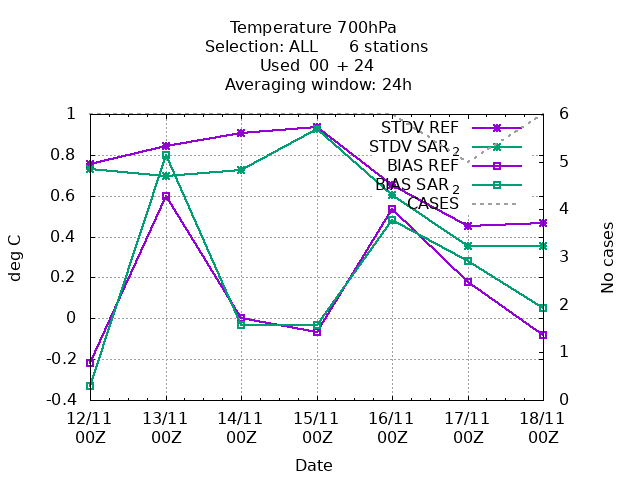 Temperature 700hPa
Selection: ALL 6 stations
Used 00 + 24
Averaging window: 24h
STDV REF
STDV SAR 2
BIAS REF
BIAS SAR 2
CASES
deg C
1
0.8
0.6
0.4
0.2
0
-0.2
-0.4
No cases
6
5
4
3
2
1
0
12/11 13/11 14/11 15/11 16/11 17/11 18/11
00Z 00Z 00Z 00Z 00Z 00Z 00Z
Date